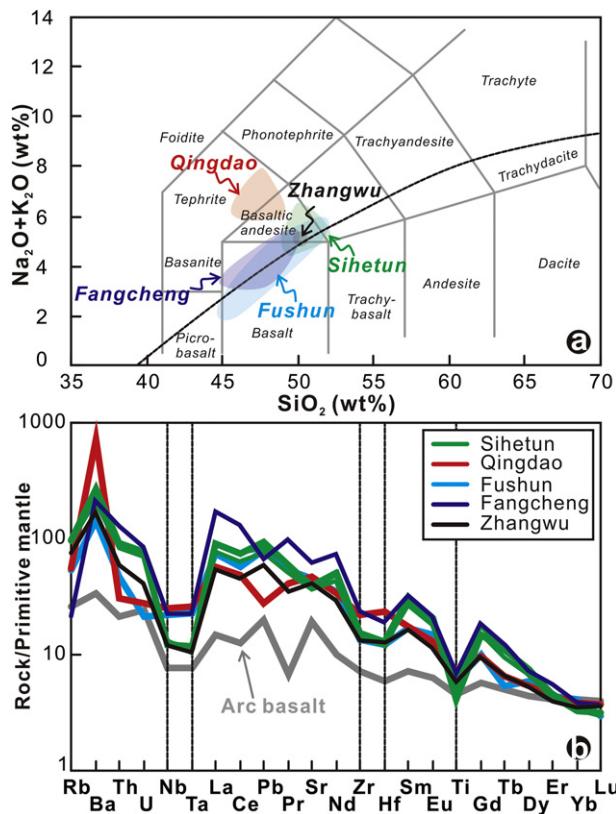 14
12
10
8
6
4
2
0
Na₂O+K₂O (wt%)
Trachyte
Foidite
Phonotephrite
Trachyandesite
Qingdao
Zhangwu
Trachydacite
Tephrite
Basaltic
andesite
Basanite
Sihetun
Fangcheng
Fushun
Trachy-
basalt
Andesite
Dacite
Picro-
basalt
Basalt
a
35 40 45 50 55 60 65 70
SiO₂ (wt%)
1000
100
10
1
Rock/Primitive mantle
Sihetun
Qingdao
Fushun
Fangcheng
Zhangwu
Arc basalt
b
Rb Th Nb La Pb Sr Zr Sm Ti Tb Er Lu
Ba U Ta Ce Pr Nd Hf Eu Gd Dy Yb